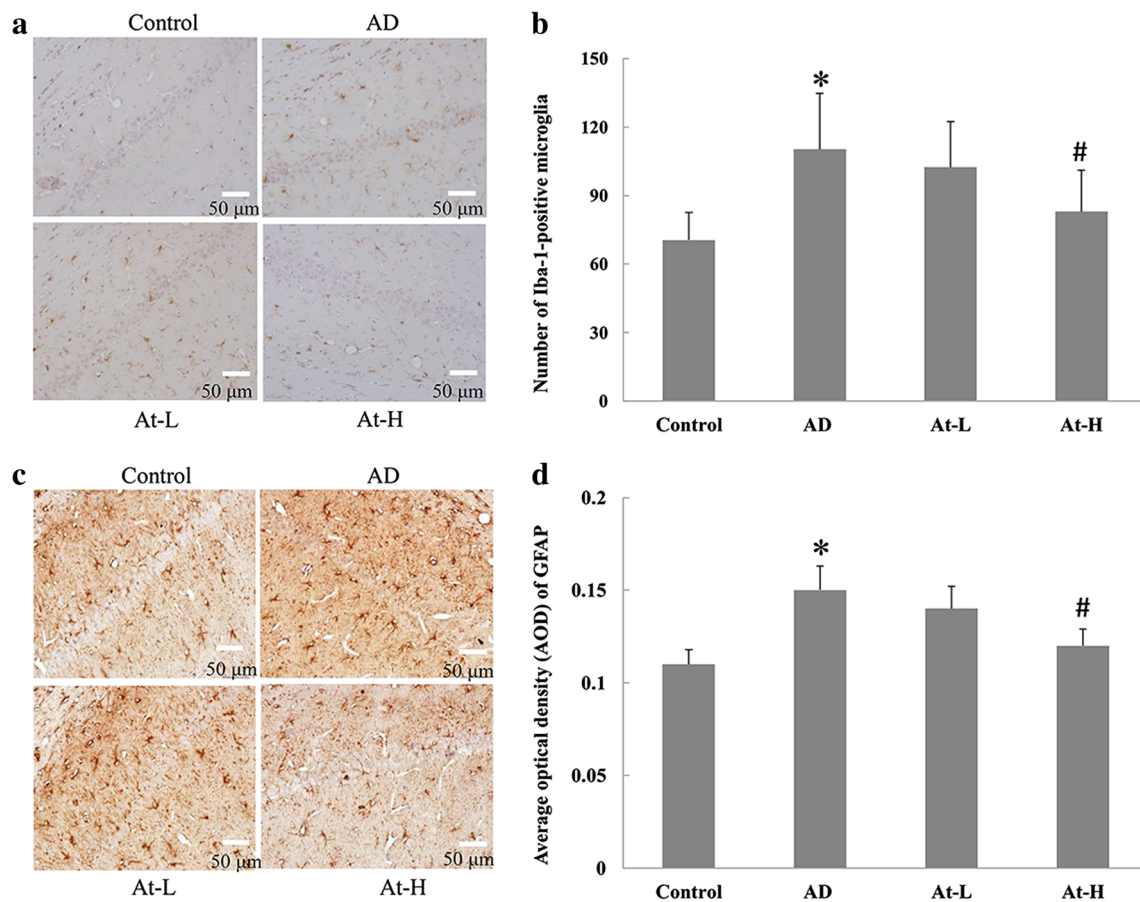 a
Control AD
50 μm 50 μm
50 μm 50 μm
At-L At-H
b
Number of Iba-1-positive microglia
150
120
90
60
30
0
*
#
Control AD At-L At-H
c
Control AD
50 μm 50 μm
50 μm 50 μm
At-L At-H
d
Average optical density (AOD) of GFAP
0.2
0.15
0.1
0.05
0
*
#
Control AD At-L At-H